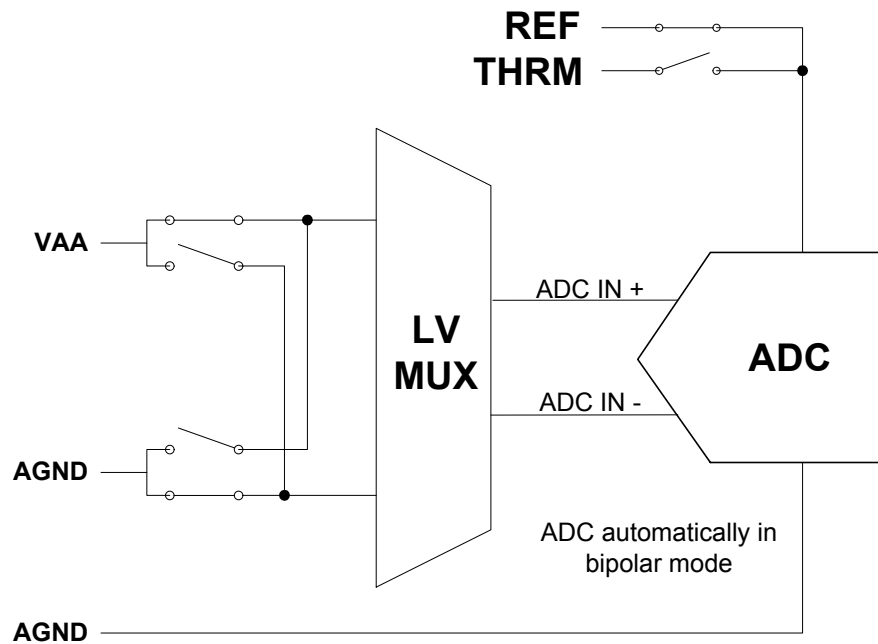 REF
THRM
VAA
ADC IN +
LV
MUX
ADC
ADC IN -
AGND
ADC automatically in
bipolar mode
AGND